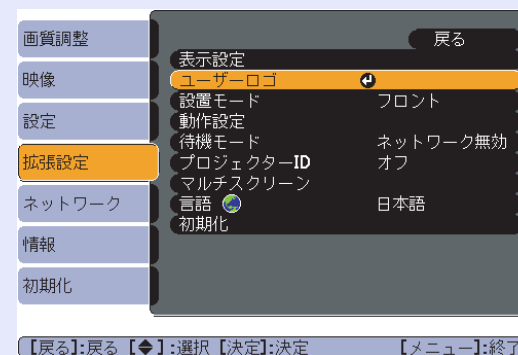 画質調整
映像
設定
拡張設定
ネットワーク
情報
初期化
戻る
表示設定
ユーザーロゴ
設置モード フロント
動作設定
待機モード ネットワーク無効
プロジェクターID オフ
マルチスクリーン
言語 日本語
初期化
[戻る]:戻る [◆]:選択 [決定]:決定 [メニュー]:終了